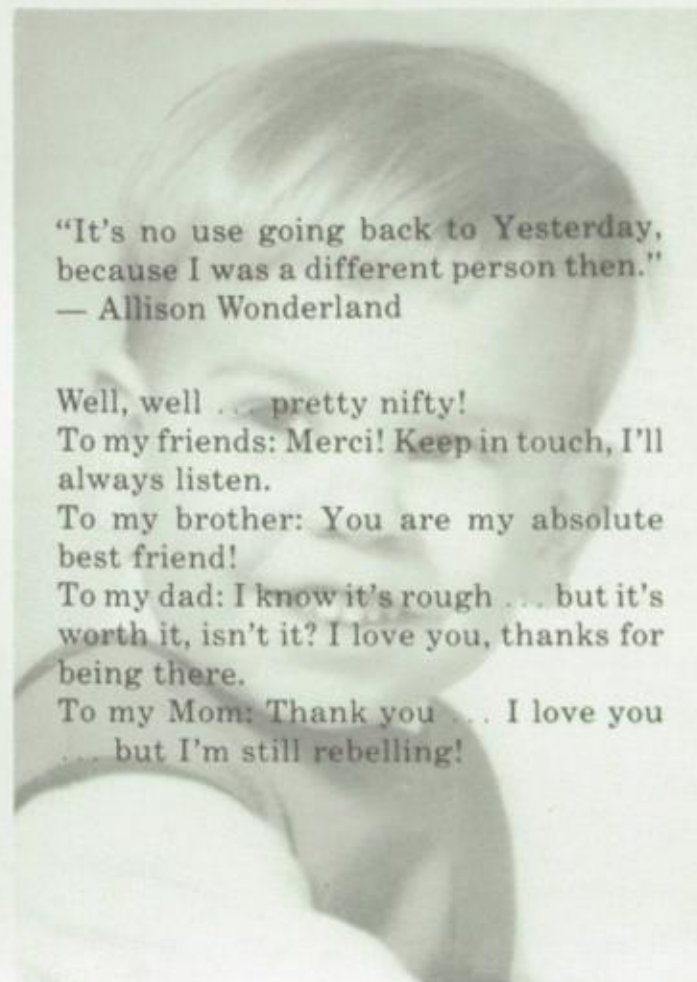 “It's no use going back to Yesterday,
because I was a different person then.”
— Allison Wonderland
Well, well ... pretty nifty!
To my friends: Merci! Keep in touch, I'll
always listen.
To my brother: You are my absolute
best friend!
To my dad: I know it's rough ... but it's
worth it, isn't it? I love you, thanks for
being there.
To my Mom: Thank you ... I love you
... but I'm still rebelling!